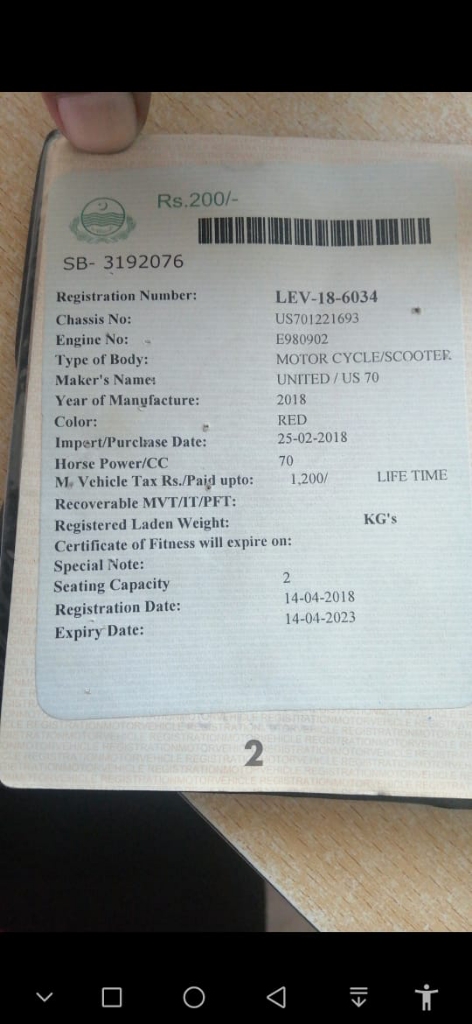 Rs.200/-
SB- 3192076
Registration Number: LEV-18-6034
Chassis No: US701221693
Engine No: E980902
Type of Body: MOTOR CYCLE/SCOOTER
Maker's Name: UNITED / US 70
Year of Manufacture: 2018
Color: RED
Import/Purchase Date: 25-02-2018
Horse Power/CC 70
M. Vehicle Tax Rs./Paid upto: 1,200/ LIFE TIME
Recoverable MVT/IT/PFT:
Registered Laden Weight: KG's
Certificate of Fitness will expire on:
Special Note:
Seating Capacity 2
Registration Date: 14-04-2018
Expiry Date: 14-04-2023
2